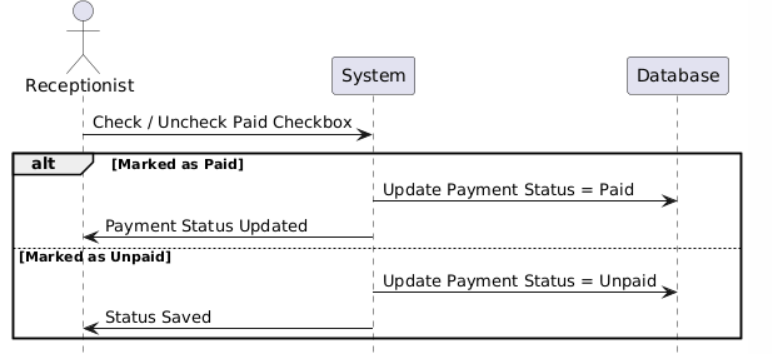 Receptionist
System
Database
Check / Uncheck Paid Checkbox
alt
[Marked as Paid]
Update Payment Status = Paid
Payment Status Updated
[Marked as Unpaid]
Update Payment Status = Unpaid
Status Saved